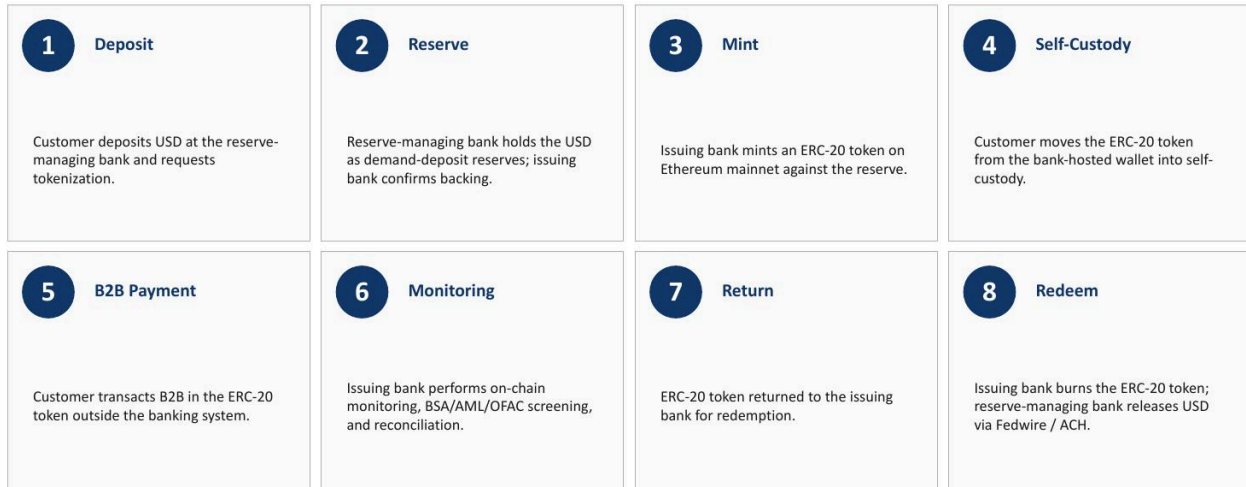 1 Deposit
Customer deposits USD at the reserve-
managing bank and requests
tokenization.
2 Reserve
Reserve-managing bank holds the USD
as demand-deposit reserves; issuing
bank confirms backing.
3 Mint
Issuing bank mints an ERC-20 token on
Ethereum mainnet against the reserve.
4 Self-Custody
Customer moves the ERC-20 token
from the bank-hosted wallet into self-
custody.
5 B2B Payment
Customer transacts B2B in the ERC-20
token outside the banking system.
6 Monitoring
Issuing bank performs on-chain
monitoring, BSA/AML/OFAC screening,
and reconciliation.
7 Return
ERC-20 token returned to the issuing
bank for redemption.
8 Redeem
Issuing bank burns the ERC-20 token;
reserve-managing bank releases USD
via Fedwire / ACH.